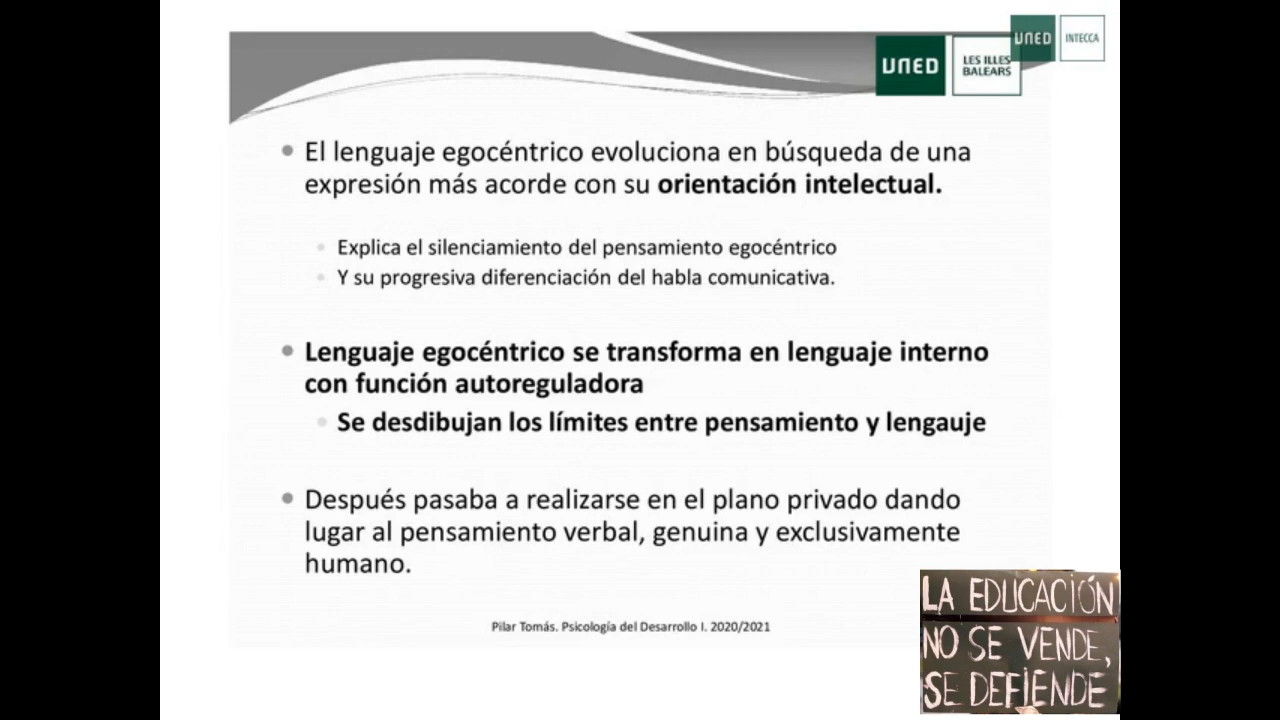 UNED
INTECCA
UNED
LES ILLES
BALEARS
El lenguaje egocéntrico evoluciona en búsqueda de una
expresión más acorde con su orientación intelectual.
Explica el silenciamiento del pensamiento egocéntrico
Y su progresiva diferenciación del habla comunicativa.
Lenguaje egocéntrico se transforma en lenguaje interno
con función autoreguladora
Se desdibujan los límites entre pensamiento y lengauje
Después pasaba a realizarse en el plano privado dando
lugar al pensamiento verbal, genuina y exclusivamente
humano.
Pilar Tomás. Psicología del Desarrollo I. 2020/2021
LA EDUCACIÓN
NO SE VENDE,
SE DEFIENDE